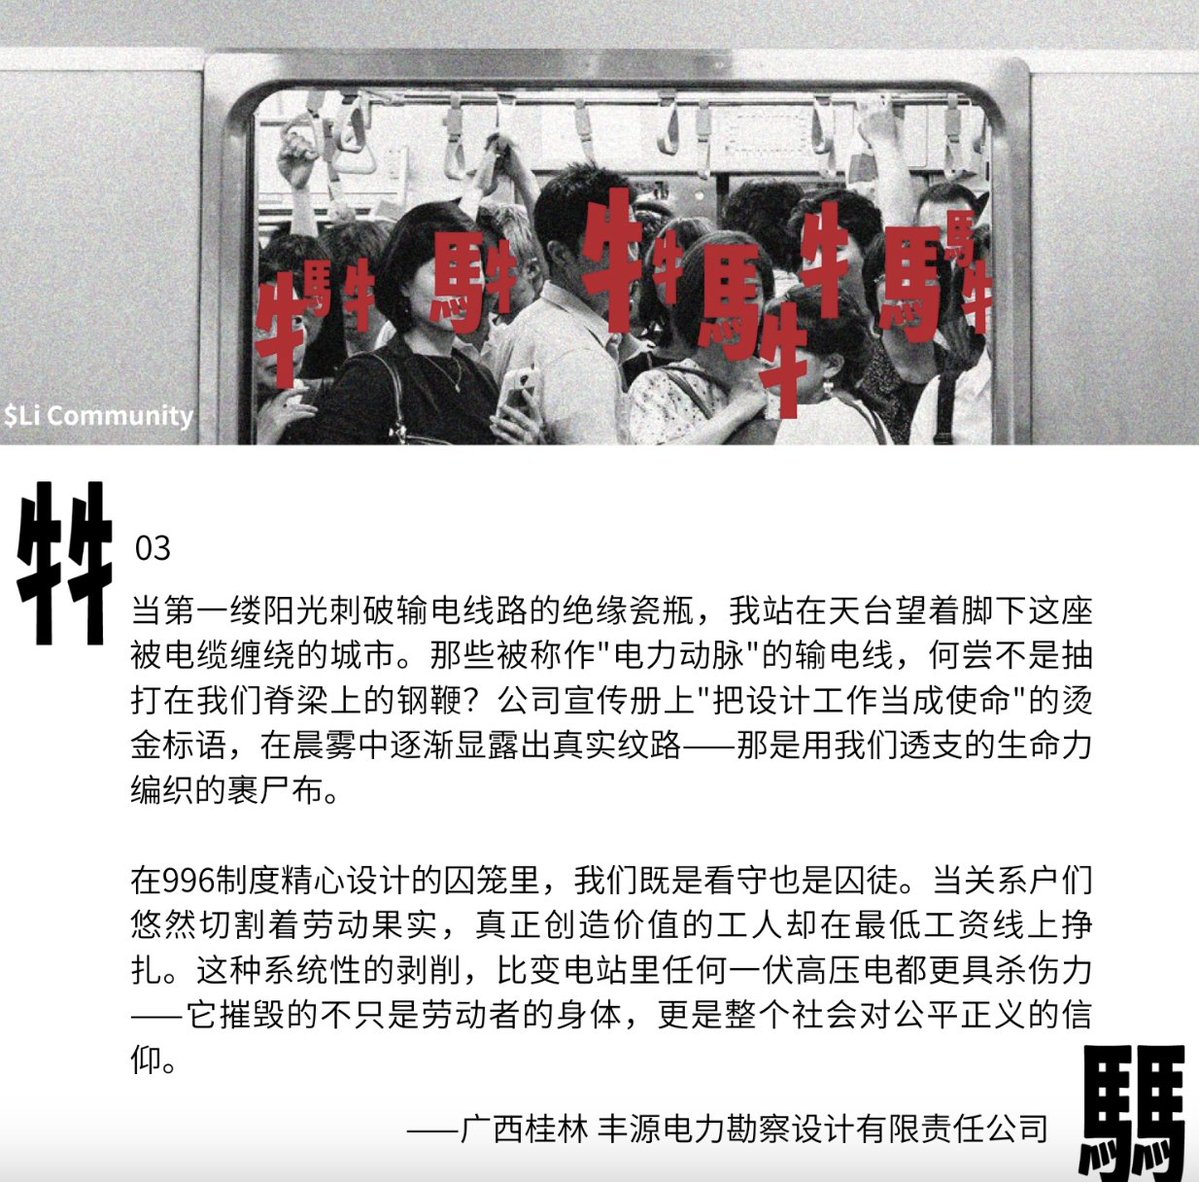 牜 馬 牜 馬 牜 牜 牜 馬 牜 牜 馬 馬 牜
$Li Community
牜牜
03
当第一缕阳光刺破输电线路的绝缘瓷瓶，我站在天台望着脚下这座
被电缆缠绕的城市。那些被称作"电力动脉"的输电线，何尝不是抽
打在我们脊梁上的钢鞭？公司宣传册上"把设计工作当成使命"的烫
金标语，在晨雾中逐渐显露出真实纹路——那是用我们透支的生命力
编织的裹尸布。
在996制度精心设计的囚笼里，我们既是看守也是囚徒。当关系户们
悠然切割着劳动果实，真正创造价值的工人却在最低工资线上挣
扎。这种系统性的剥削，比变电站里任何一伏高压电都更具杀伤力
——它摧毁的不只是劳动者的身体，更是整个社会对公平正义的信
仰。
——广西桂林 丰源电力勘察设计有限责任公司
馬馬